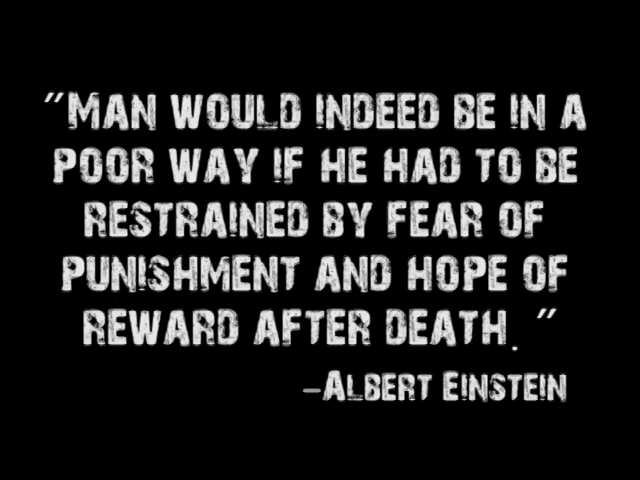 "MAN WOULD INDEED BE IN A
POOR WAY IF HE HAD TO BE
RESTRAINED BY FEAR OF
PUNISHMENT AND HOPE OF
REWARD AFTER DEATH. "
–ALBERT EINSTEIN